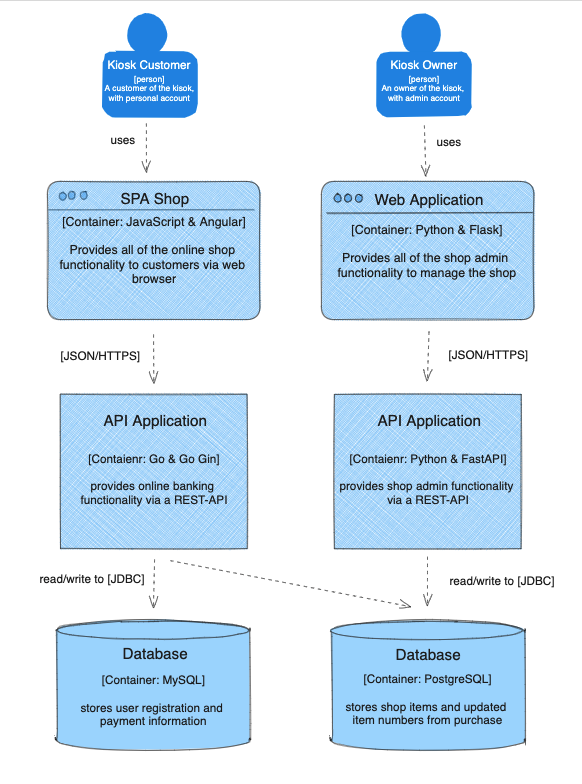 Kiosk Customer
[person]
A customer of the kisok,
with personal account
Kiosk Owner
[person]
An owner of the kisok,
with admin account
uses
uses
SPA Shop
[Container: JavaScript & Angular]
Provides all of the online shop
functionality to customers via web
browser
Web Application
[Container: Python & Flask]
Provides all of the shop admin
functionality to manage the shop
[JSON/HTTPS]
[JSON/HTTPS]
API Application
[Contaienr: Go & Go Gin]
provides online banking
functionality via a REST-API
API Application
[Contaienr: Python & FastAPI]
provides shop admin functionality
via a REST-API
read/write to [JDBC]
read/write to [JDBC]
Database
[Container: MySQL]
stores user registration and
payment information
Database
[Container: PostgreSQL]
stores shop items and updated
item numbers from purchase